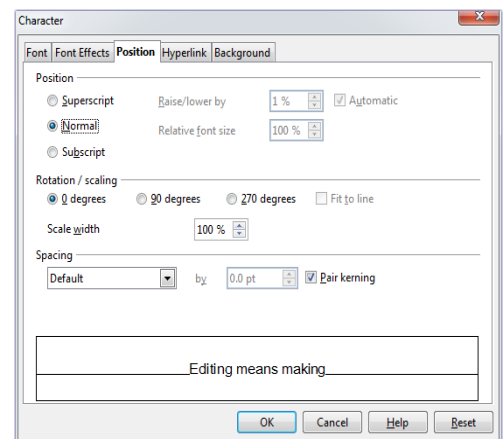 Character
Font Font Effects Position Hyperlink Background
Position
Superscript Raise/lower by 1 % Automatic
Normal Relative font size 100 %
Subscript
Rotation / scaling
0 degrees 90 degrees 270 degrees Fit to line
Scale width 100 %
Spacing
Default by 0.0 pt Pair kerning
Editing means making
OK Cancel Help Reset